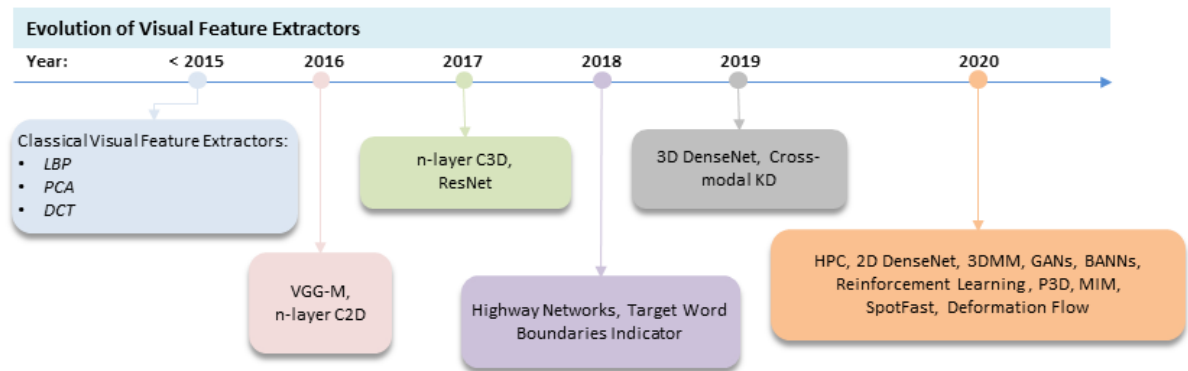 Evolution of Visual Feature Extractors
Year: < 2015 2016 2017 2018 2019 2020
Classical Visual Feature Extractors:
• LBP
• PCA
• DCT
VGG-M,
n-layer C2D
n-layer C3D,
ResNet
Highway Networks, Target Word
Boundaries Indicator
3D DenseNet, Cross-
modal KD
HPC, 2D DenseNet, 3DMM, GANs, BANNs,
Reinforcement Learning , P3D, MIM,
SpotFast, Deformation Flow